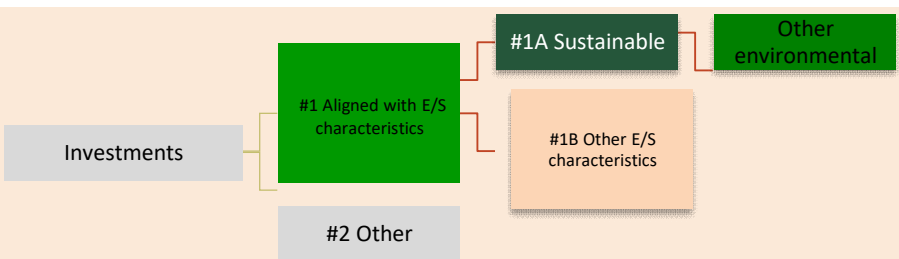 Investments
#1 Aligned with E/S
characteristics
#2 Other
#1A Sustainable
#1B Other E/S
characteristics
Other
environmental